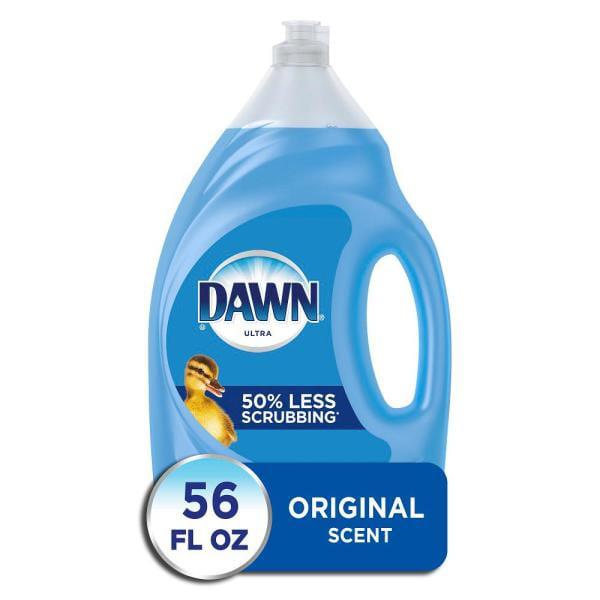 DAWN®
®
ULTRA
50% LESS
SCRUBBING*
56
FL OZ
ORIGINAL
SCENT